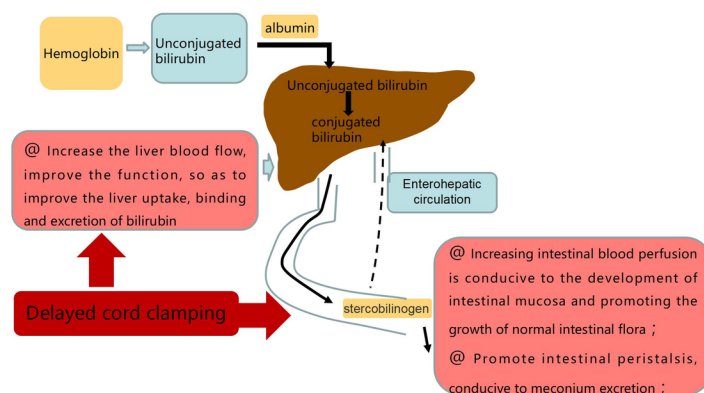 albumin
Hemoglobin
Unconjugated
bilirubin
Unconjugated bilirubin
conjugated
bilirubin
@ Increase the liver blood flow,
improve the function, so as to
improve the liver uptake, binding
and excretion of bilirubin
Enterohepatic
circulation
Delayed cord clamping
stercobilinogen
@ Increasing intestinal blood perfusion
is conducive to the development of
intestinal mucosa and promoting the
growth of normal intestinal flora；
@ Promote intestinal peristalsis,
conducive to meconium excretion；